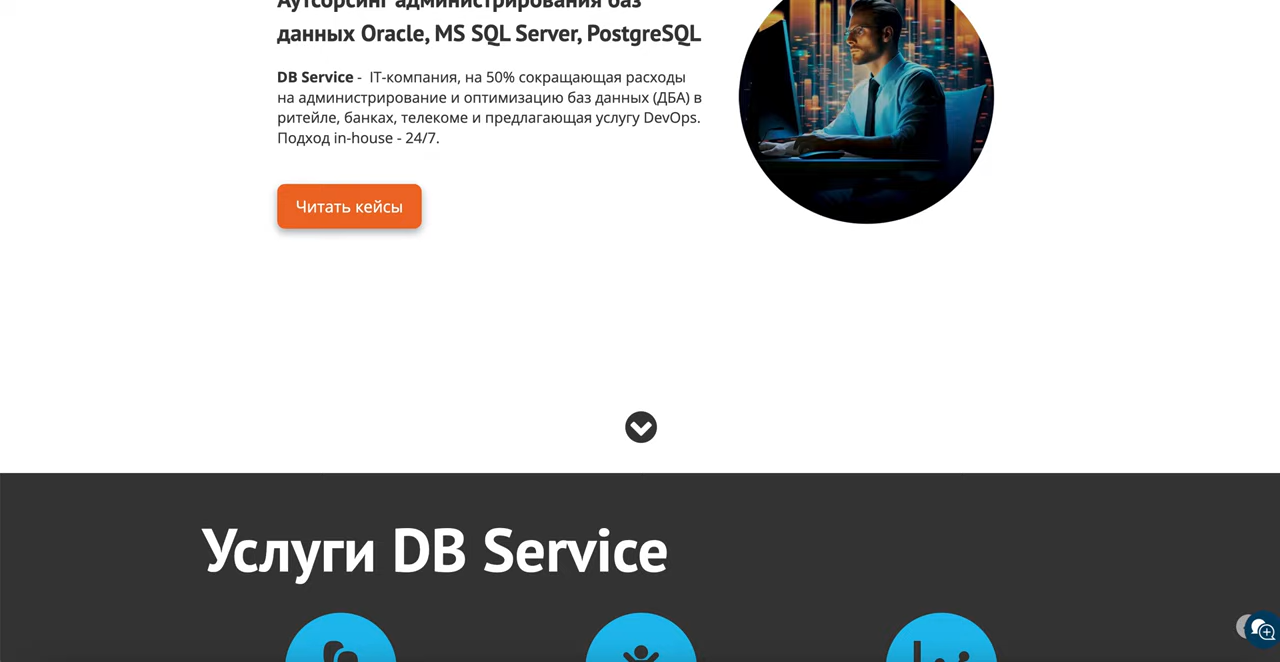 Аутсорсинг администрирования баз
данных Oracle, MS SQL Server, PostgreSQL
DB Service - IT-компания, на 50% сокращающая расходы
на администрирование и оптимизацию баз данных (ДБА) в
ритейле, банках, телекоме и предлагающая услугу DevOps.
Подход in-house - 24/7.
Читать кейсы
Услуги DB Service